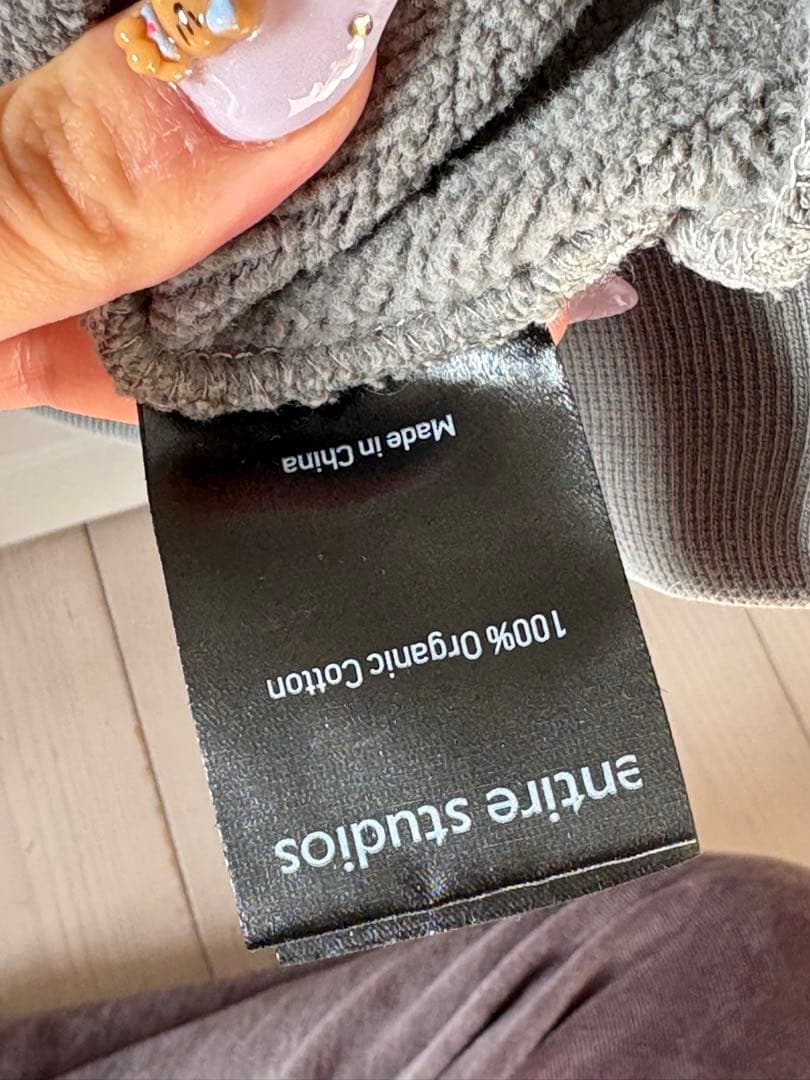 entire studios
100% Organic Cotton
Made in China